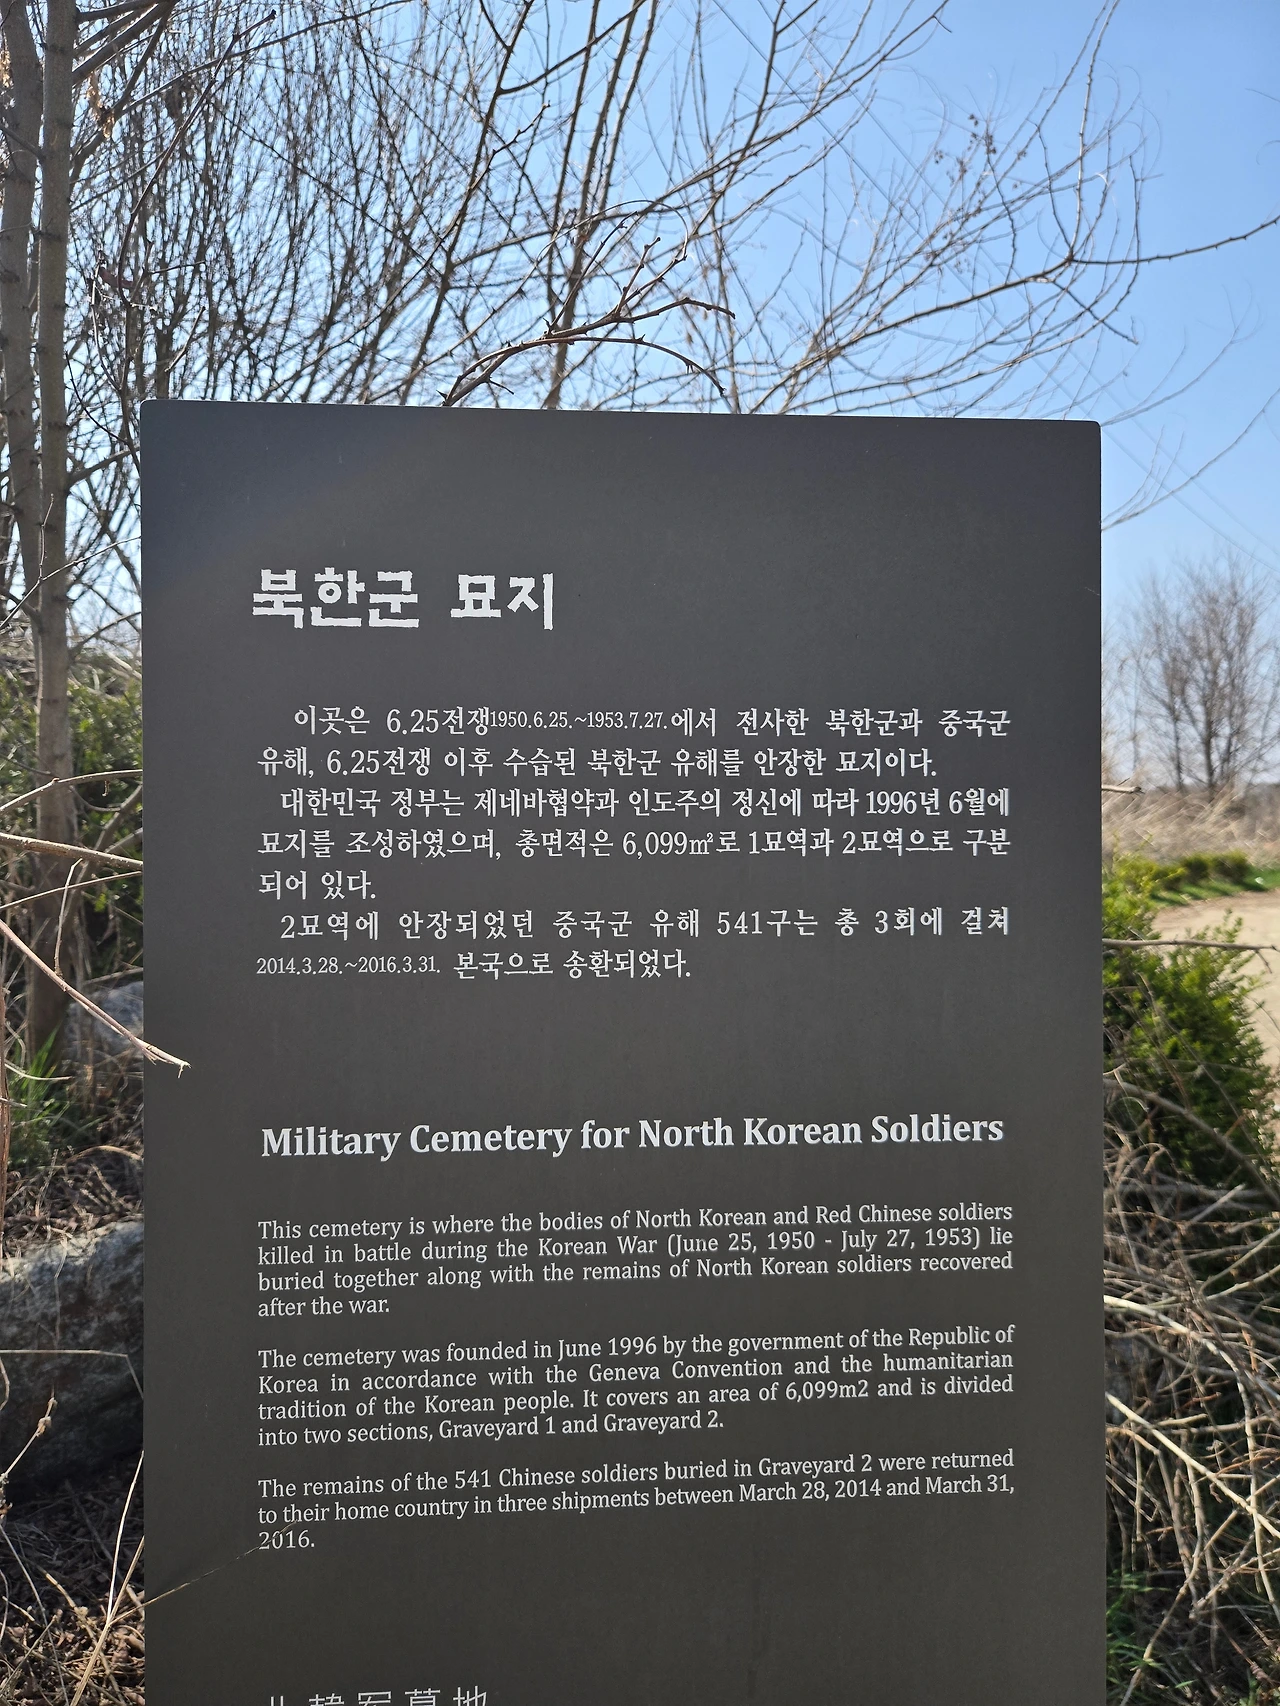 북한군 묘지
이곳은 6.25전쟁1950.6.25.~1953.7.27.에서 전사한 북한군과 중국군
유해, 6.25전쟁 이후 수습된 북한군 유해를 안장한 묘지이다.
대한민국 정부는 제네바협약과 인도주의 정신에 따라 1996년 6월에
묘지를 조성하였으며, 총면적은 6,099㎡로 1묘역과 2묘역으로 구분
되어 있다.
2묘역에 안장되었던 중국군 유해 541구는 총 3회에 걸쳐
2014.3.28.~2016.3.31. 본국으로 송환되었다.
Military Cemetery for North Korean Soldiers
This cemetery is where the bodies of North Korean and Red Chinese soldiers
killed in battle during the Korean War (June 25, 1950 - July 27, 1953) lie
buried together along with the remains of North Korean soldiers recovered
after the war.
The cemetery was founded in June 1996 by the government of the Republic of
Korea in accordance with the Geneva Convention and the humanitarian
tradition of the Korean people. It covers an area of 6,099m2 and is divided
into two sections, Graveyard 1 and Graveyard 2.
The remains of the 541 Chinese soldiers buried in Graveyard 2 were returned
to their home country in three shipments between March 28, 2014 and March 31,
2016.
北韓军墓地